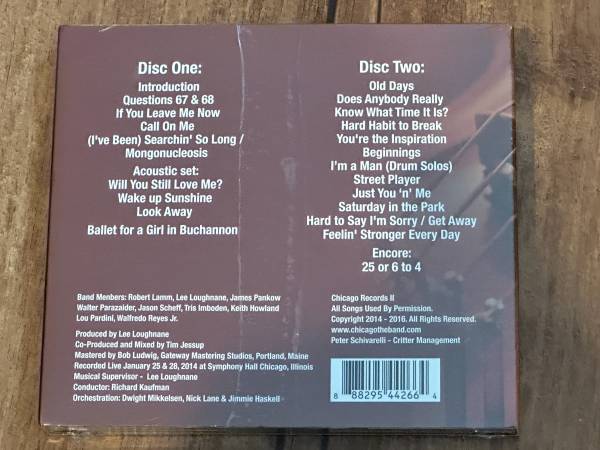 Disc One:
Introduction
Questions 67 & 68
If You Leave Me Now
Call On Me
(I've Been) Searchin' So Long /
Mongonucleosis
Acoustic set:
Will You Still Love Me?
Wake up Sunshine
Look Away
Ballet for a Girl in Buchannon
Disc Two:
Old Days
Does Anybody Really
Know What Time It Is?
Hard Habit to Break
You're the Inspiration
Beginnings
I'm a Man (Drum Solos)
Street Player
Just You 'n' Me
Saturday in the Park
Hard to Say I'm Sorry / Get Away
Feelin' Stronger Every Day
Encore:
25 or 6 to 4
Band Menbers: Robert Lamm, Lee Loughnane, James Pankow
Walter Parazaider, Jason Scheff, Tris Imboden, Keith Howland
Lou Pardini, Walfredo Reyes Jr.
Produced by Lee Loughnane
Co-Produced and Mixed by Tim Jessup
Mastered by Bob Ludwig, Gateway Mastering Studios, Portland, Maine
Recorded Live January 25 & 28, 2014 at Symphony Hall Chicago, Illinois
Musical Supervisor - Lee Loughnane
Conductor: Richard Kaufman
Orchestration: Dwight Mikkelsen, Nick Lane & Jimmie Haskell
Chicago Records II
All Songs Used By Permission.
Copyright 2014 - 2016. All Rights Reserved.
www.chicagotheband.com
Peter Schivarelli - Critter Management
8 88295 44266 4